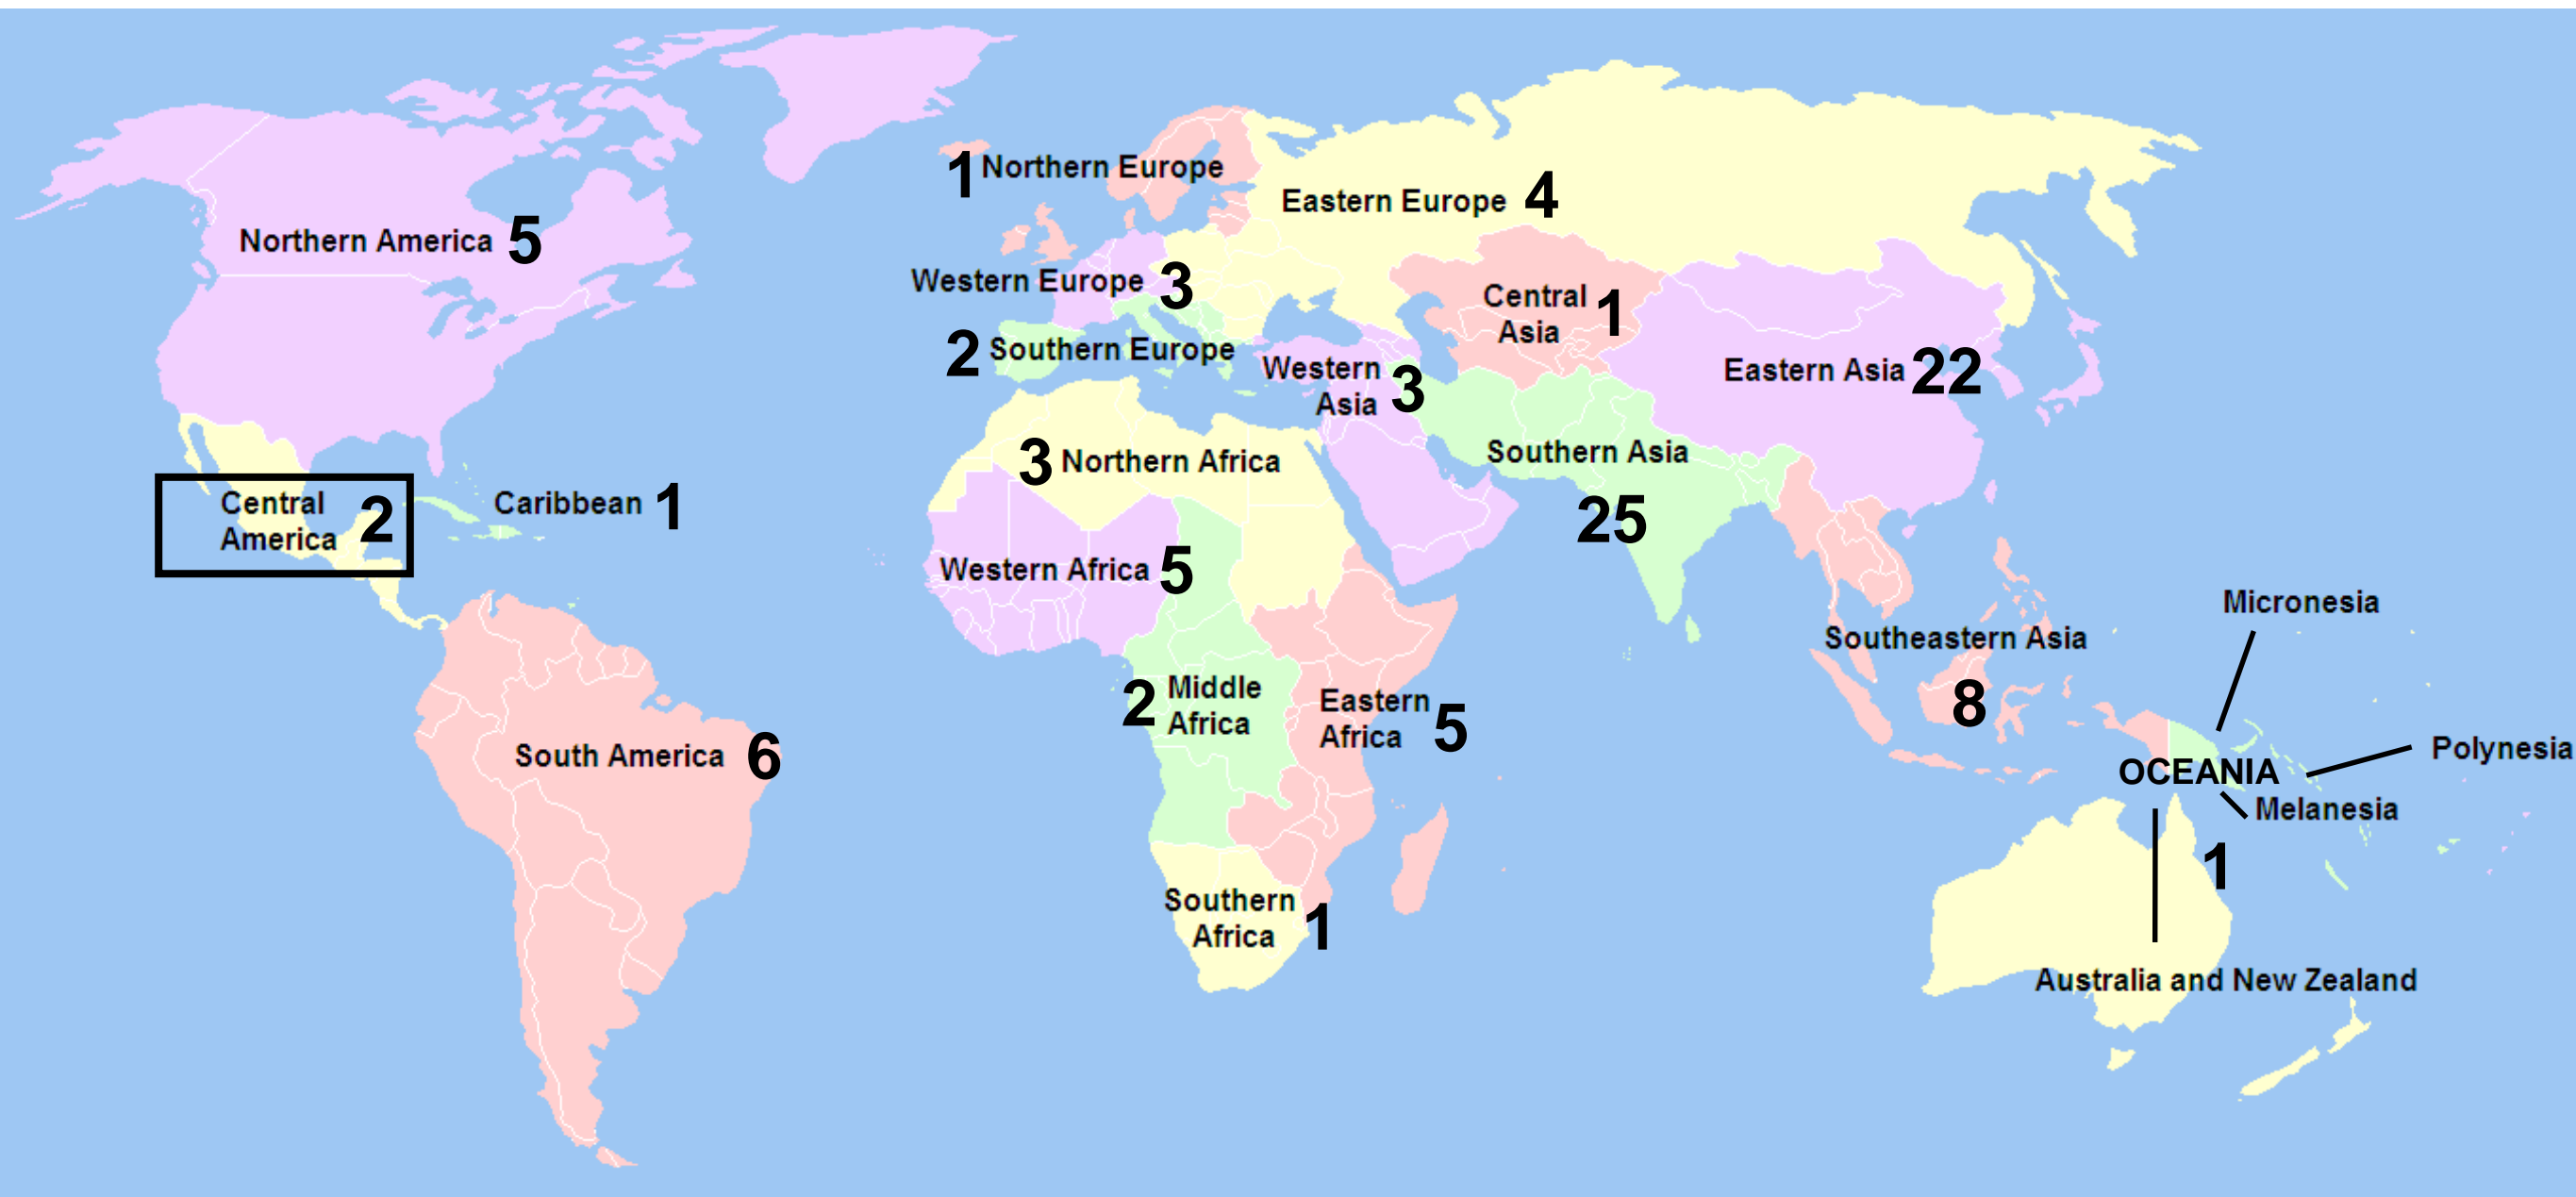 1 Northern Europe
Eastern Europe 4
Northern America 5
Western Europe 3
Central
Asia 1
2 Southern Europe
Western
Asia 3
Eastern Asia 22
Southern Asia
25
3 Northern Africa
Central
America 2
Caribbean 1
Western Africa 5
Micronesia
Southeastern Asia
8
2 Middle
Africa
Eastern
Africa 5
South America 6
Polynesia
OCEANIA
Melanesia
1
Southern
Africa 1
Australia and New Zealand